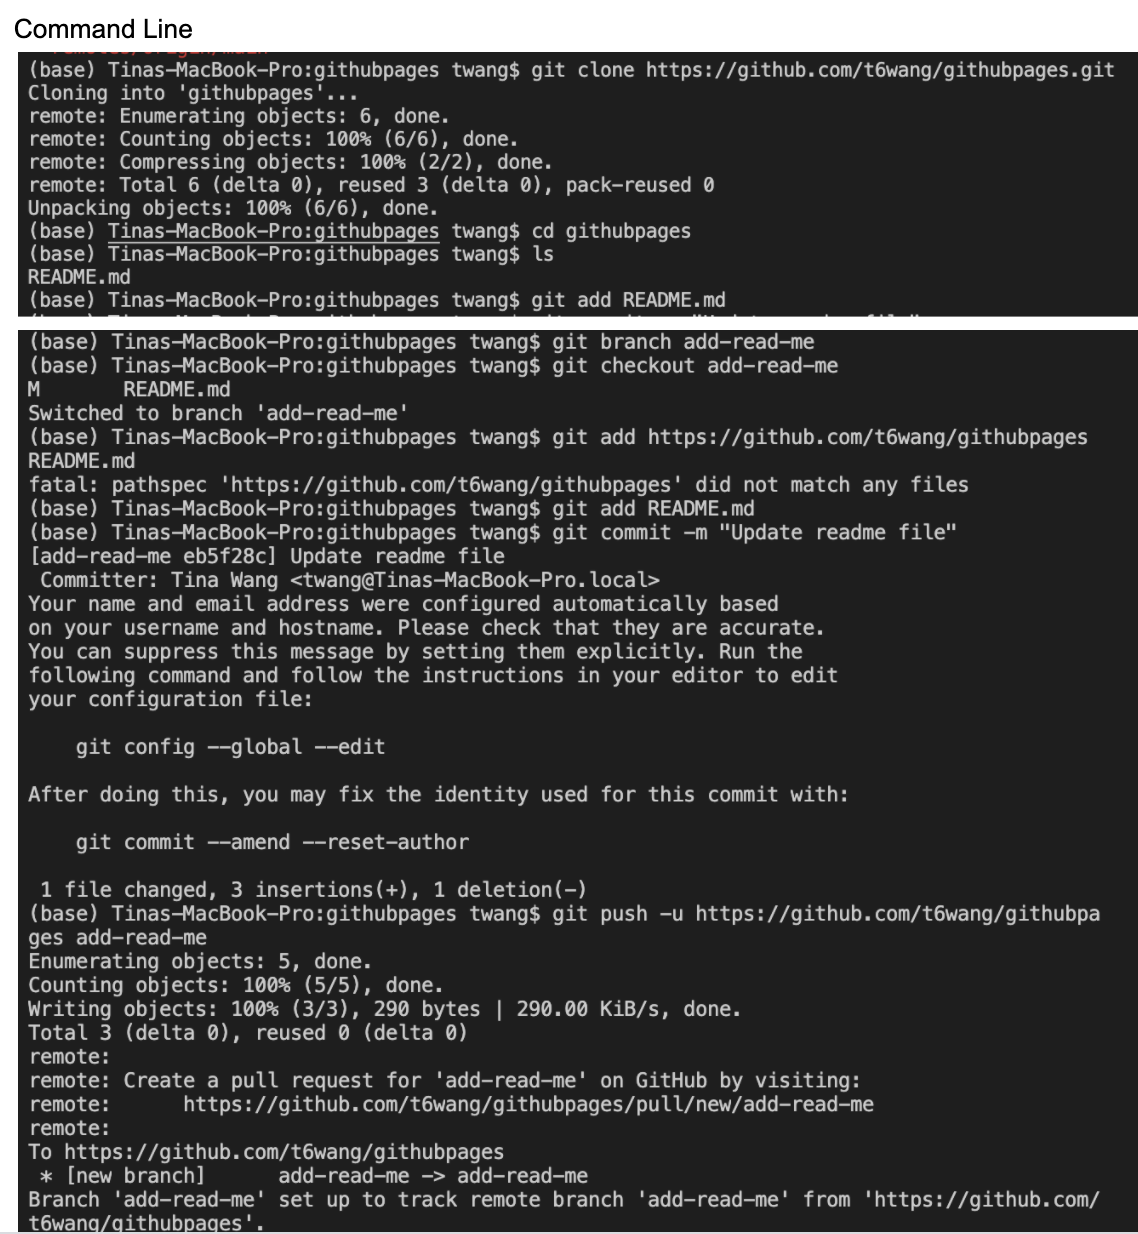 Command Line
(base) Tinas-MacBook-Pro:githubpages twang$ git clone https://github.com/t6wang/githubpages.git
Cloning into 'githubpages'...
remote: Enumerating objects: 6, done.
remote: Counting objects: 100% (6/6), done.
remote: Compressing objects: 100% (2/2), done.
remote: Total 6 (delta 0), reused 3 (delta 0), pack-reused 0
Unpacking objects: 100% (6/6), done.
(base) Tinas-MacBook-Pro:githubpages twang$ cd githubpages
(base) Tinas-MacBook-Pro:githubpages twang$ ls
README.md
(base) Tinas-MacBook-Pro:githubpages twang$ git add README.md
(base) Tinas-MacBook-Pro:githubpages twang$ git branch add-read-me
(base) Tinas-MacBook-Pro:githubpages twang$ git checkout add-read-me
M       README.md
Switched to branch 'add-read-me'
(base) Tinas-MacBook-Pro:githubpages twang$ git add https://github.com/t6wang/githubpages
README.md
fatal: pathspec 'https://github.com/t6wang/githubpages' did not match any files
(base) Tinas-MacBook-Pro:githubpages twang$ git add README.md
(base) Tinas-MacBook-Pro:githubpages twang$ git commit -m "Update readme file"
[add-read-me eb5f28c] Update readme file
 Committer: Tina Wang <twang@Tinas-MacBook-Pro.local>
Your name and email address were configured automatically based
on your username and hostname. Please check that they are accurate.
You can suppress this message by setting them explicitly. Run the
following command and follow the instructions in your editor to edit
your configuration file:
    git config --global --edit
After doing this, you may fix the identity used for this commit with:
    git commit --amend --reset-author
 1 file changed, 3 insertions(+), 1 deletion(-)
(base) Tinas-MacBook-Pro:githubpages twang$ git push -u https://github.com/t6wang/githubpa
ges add-read-me
Enumerating objects: 5, done.
Counting objects: 100% (5/5), done.
Writing objects: 100% (3/3), 290 bytes | 290.00 KiB/s, done.
Total 3 (delta 0), reused 0 (delta 0)
remote:
remote: Create a pull request for 'add-read-me' on GitHub by visiting:
remote:      https://github.com/t6wang/githubpages/pull/new/add-read-me
remote:
To https://github.com/t6wang/githubpages
 * [new branch]      add-read-me -> add-read-me
Branch 'add-read-me' set up to track remote branch 'add-read-me' from 'https://github.com/
t6wang/githubpages'.